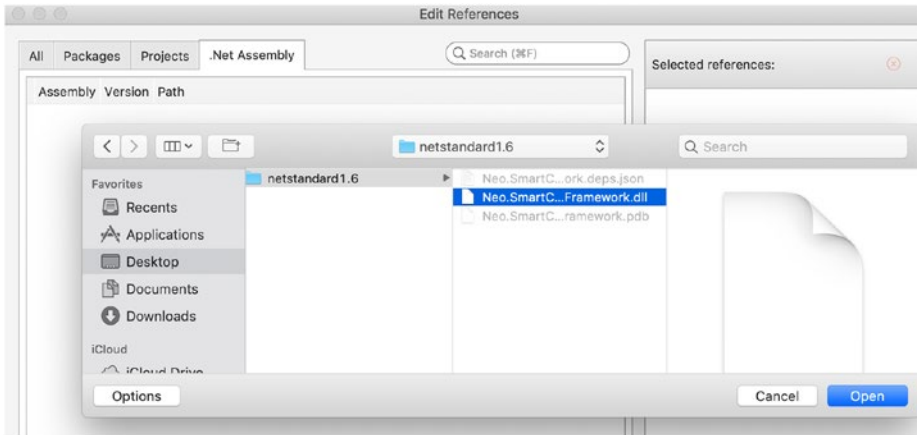 Edit References
All Packages Projects .Net Assembly
Search (⌘F)
Selected references:
Assembly Version Path
netstandard1.6
Search
Favorites
Recents
Applications
Desktop
Documents
Downloads
iCloud
iCloud Drive
netstandard1.6
Neo.SmartC...ork.deps.json
Neo.SmartC...Framework.dll
Neo.SmartC...ramework.pdb
Options
Cancel
Open